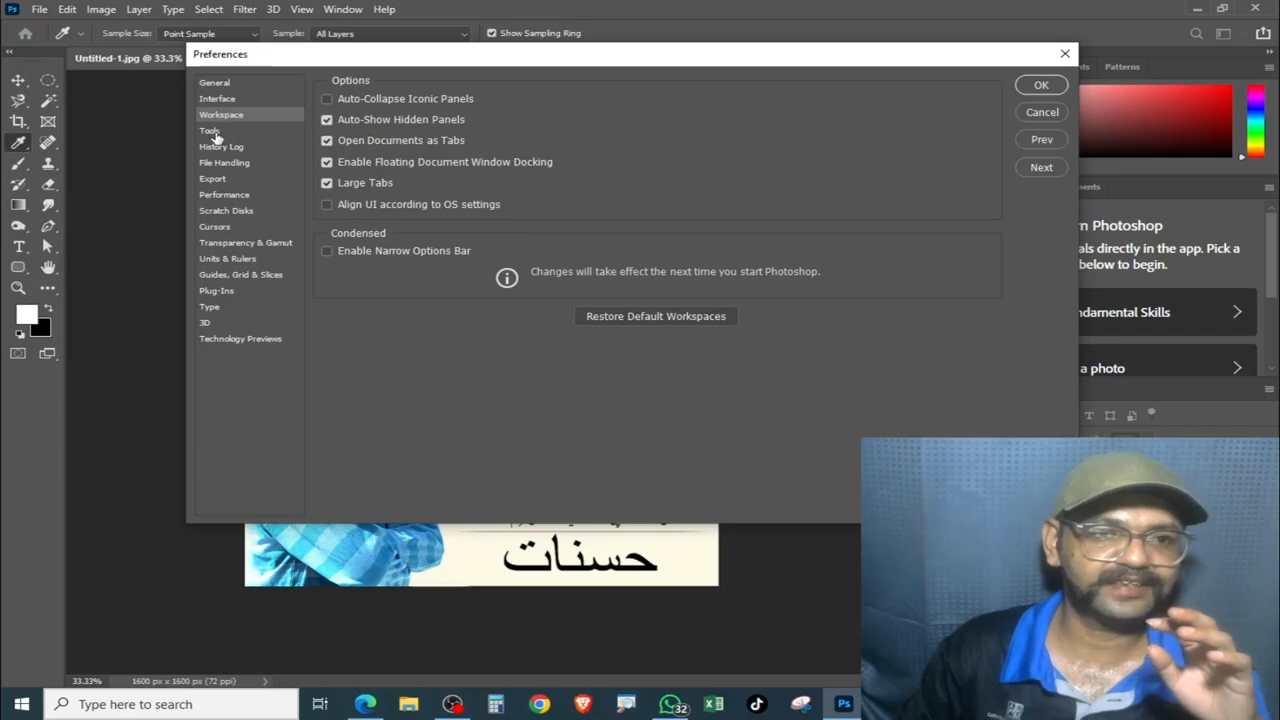 Ps File Edit Image Layer Type Select Filter 3D View Window Help
Sample Size: Point Sample Sample: All Layers Show Sampling Ring
Untitled-1.jpg @ 33.3%
Preferences
General
Interface
Workspace
Tools
History Log
File Handling
Export
Performance
Scratch Disks
Cursors
Transparency & Gamut
Units & Rulers
Guides, Grid & Slices
Plug-Ins
Type
3D
Technology Previews
Options
Auto-Collapse Iconic Panels
Auto-Show Hidden Panels
Open Documents as Tabs
Enable Floating Document Window Docking
Large Tabs
Align UI according to OS settings
Condensed
Enable Narrow Options Bar
Changes will take effect the next time you start Photoshop.
Restore Default Workspaces
OK
Cancel
Prev
Next
Patterns
Photoshop
als directly in the app. Pick a
below to begin.
ndamental Skills
a photo
حسنات
33.33% 1600 px x 1600 px (72 ppi)
Type here to search
32
Ps